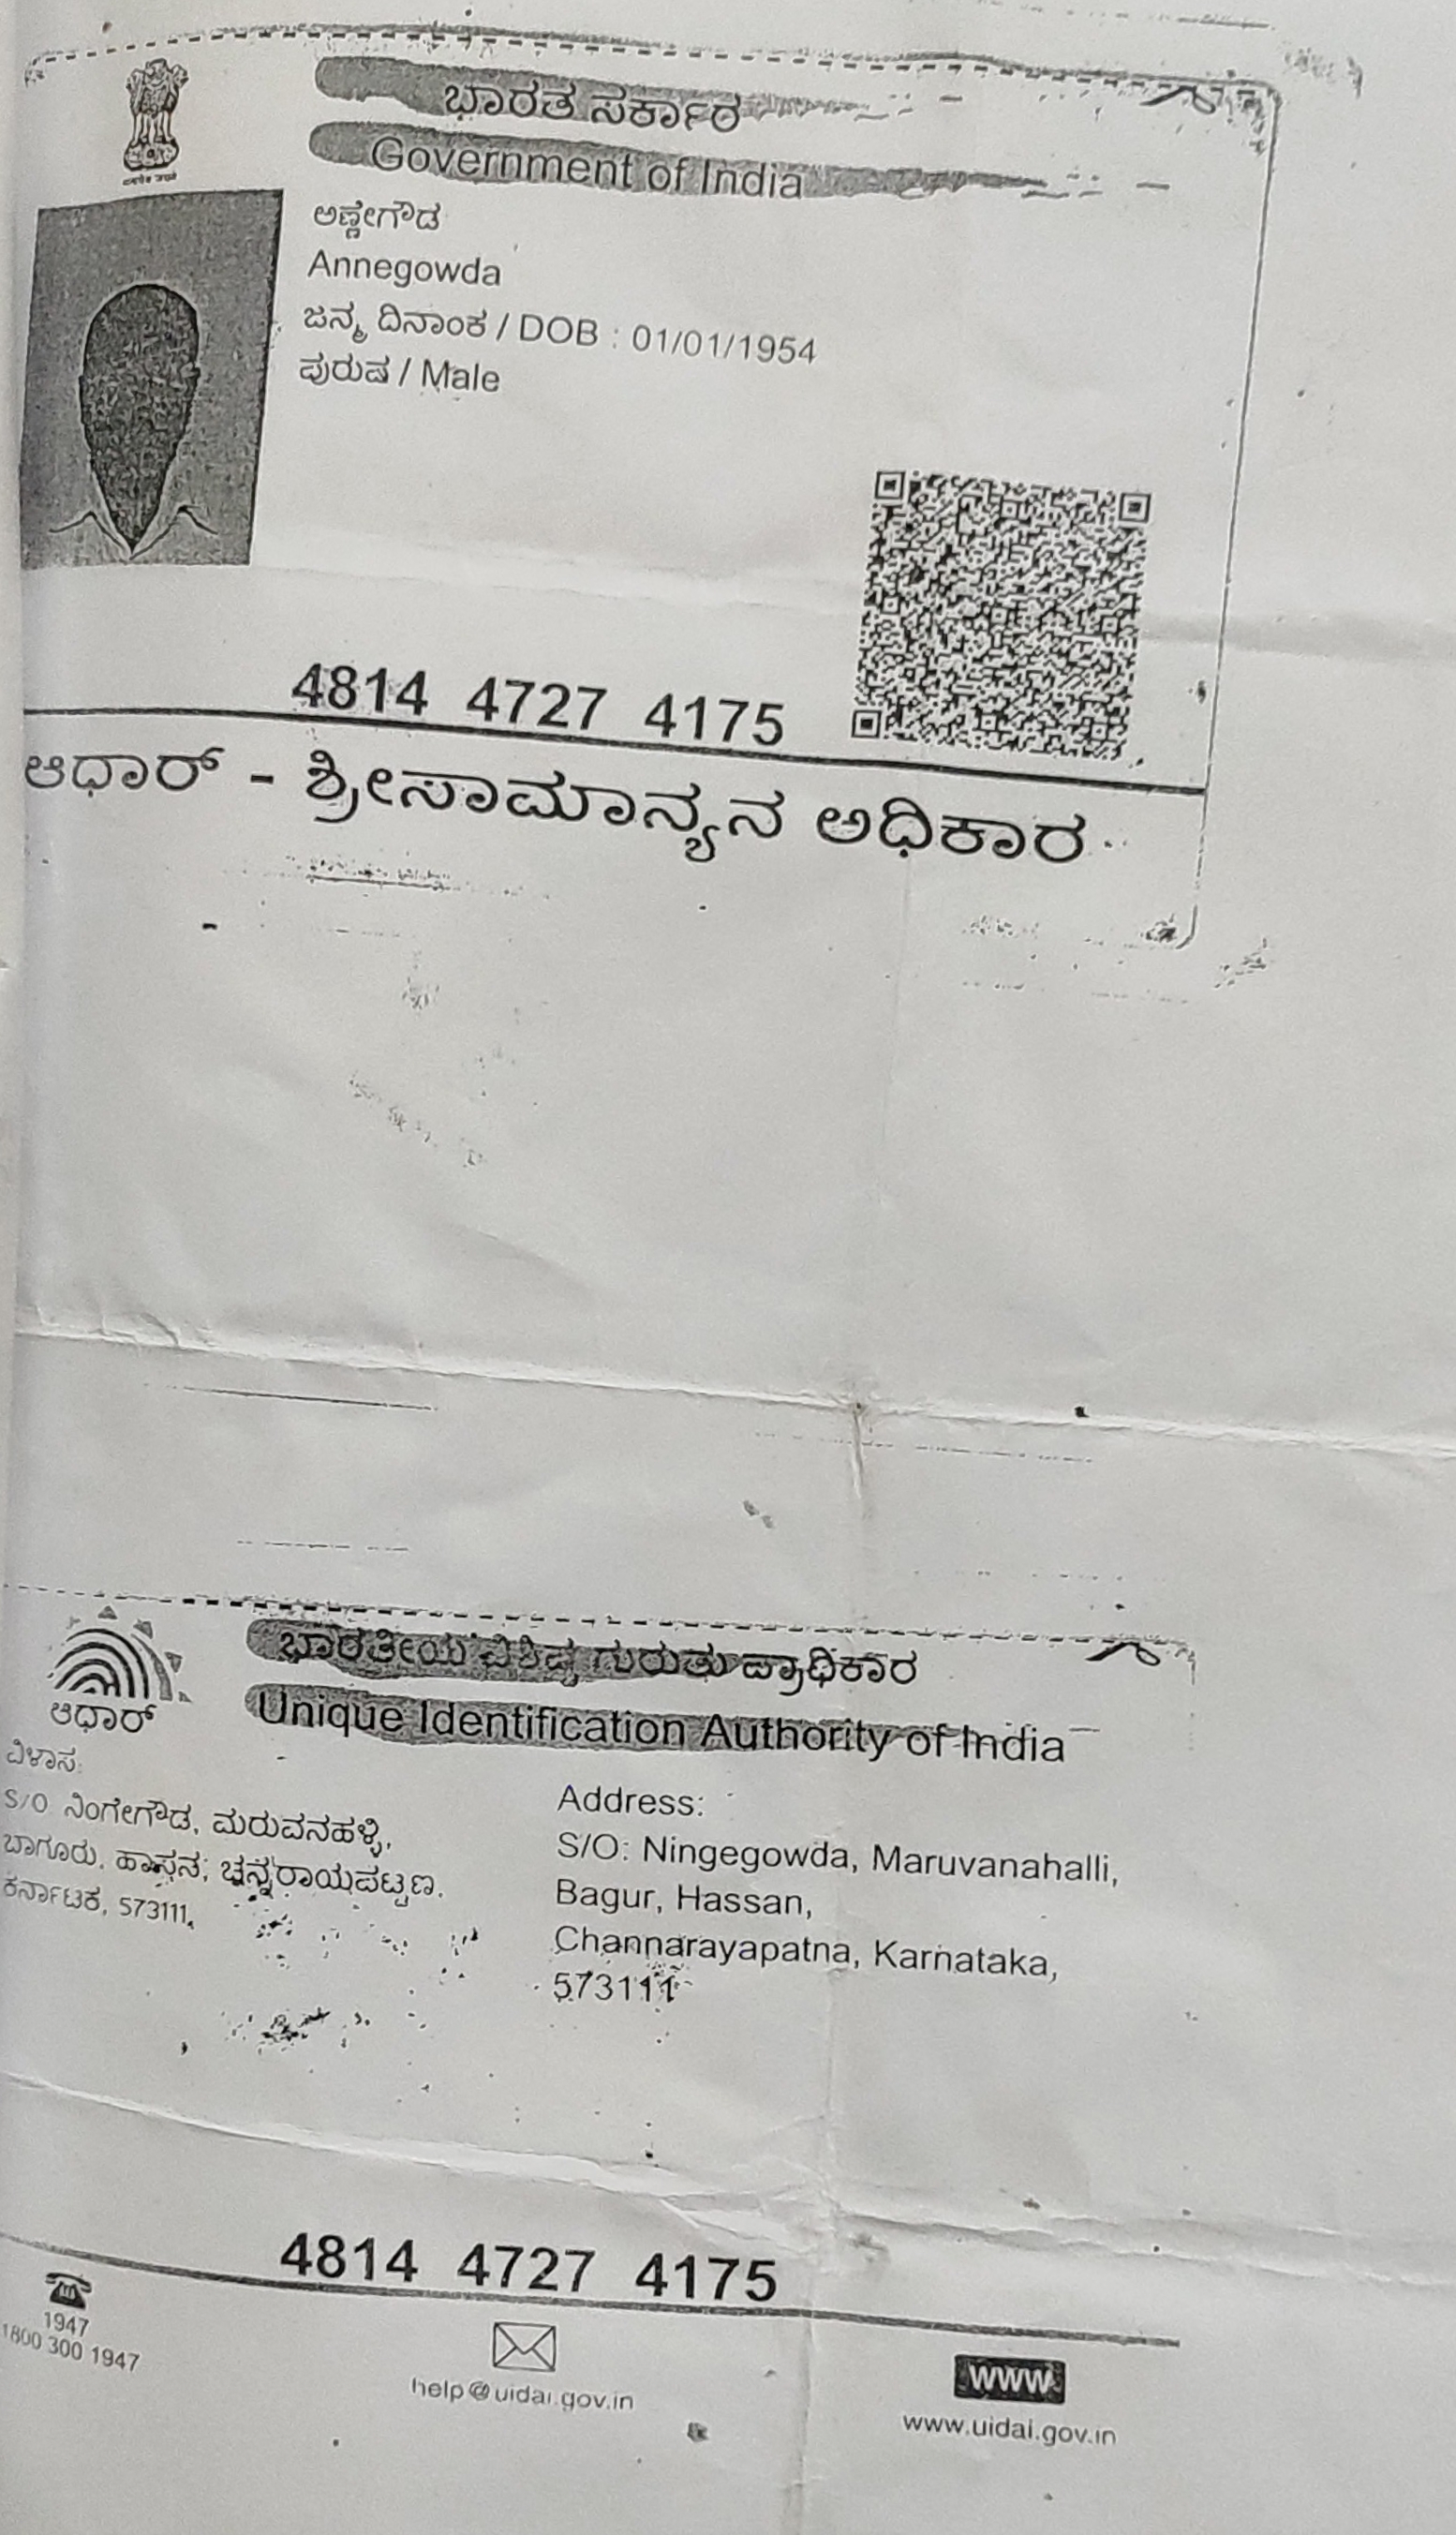 ಭಾರತ ಸರ್ಕಾರ
Government of India
ಅಣ್ಣೇಗೌಡ
Annegowda
ಜನ್ಮ ದಿನಾಂಕ / DOB : 01/01/1954
ಪುರುಷ / Male
4814 4727 4175
ಆಧಾರ್ - ಶ್ರೀಸಾಮಾನ್ಯನ ಅಧಿಕಾರ
ಭಾರತೀಯ ವಿಶಿಷ್ಟ ಗುರುತು ಪ್ರಾಧಿಕಾರ
Unique Identification Authority of India
ಆಧಾರ್
ವಿಳಾಸ:
S/O ನಿಂಗೇಗೌಡ, ಮರುವನಹಳ್ಳಿ,
ಬಾಗೂರು, ಹಾಸನ, ಚನ್ನರಾಯಪಟ್ಟಣ,
ಕರ್ನಾಟಕ, 573111,
Address:
S/O: Ningegowda, Maruvanahalli,
Bagur, Hassan,
Channarayapatna, Karnataka,
573111
4814 4727 4175
1947
1800 300 1947
help@uidai.gov.in
www
www.uidai.gov.in